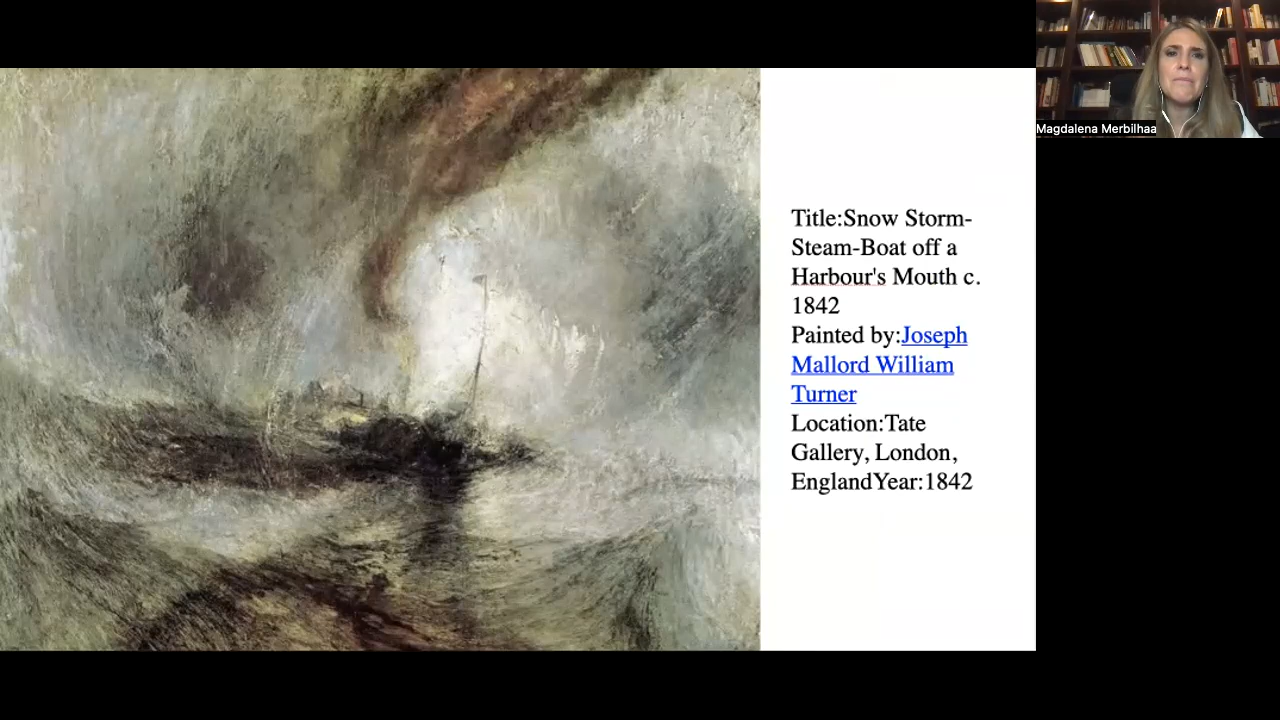 Magdalena Merbilhaa
Title:Snow Storm-
Steam-Boat off a
Harbour's Mouth c.
1842
Painted by:Joseph
Mallord William
Turner
Location:Tate
Gallery, London,
EnglandYear:1842